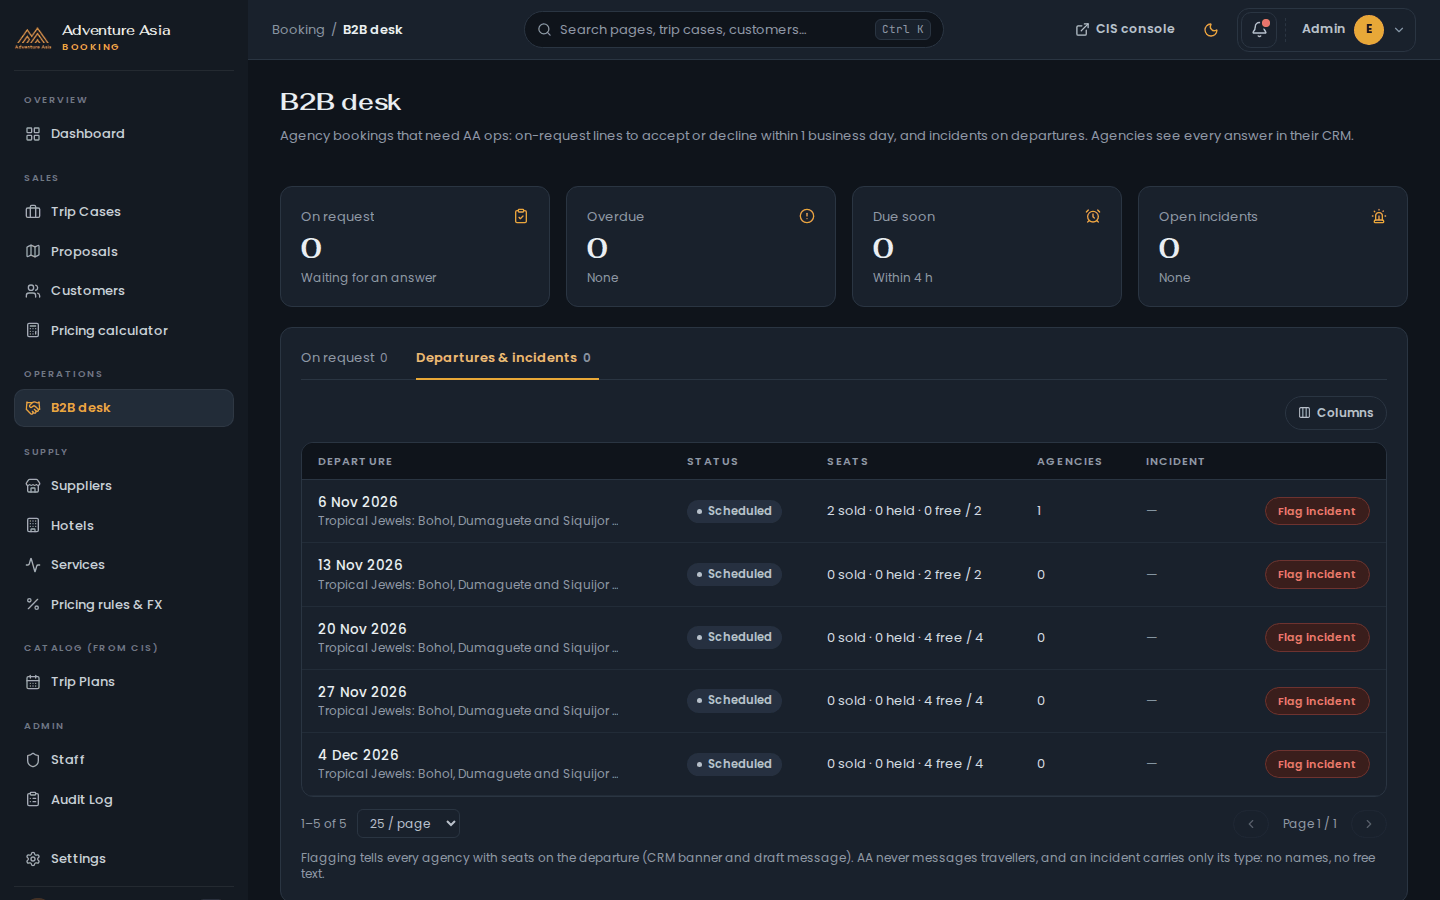 Adventure Asia
BOOKING
Adventure Asia
OVERVIEW
Dashboard
SALES
Trip Cases
Proposals
Customers
Pricing calculator
OPERATIONS
B2B desk
SUPPLY
Suppliers
Hotels
Services
Pricing rules & FX
CATALOG (FROM CIS)
Trip Plans
ADMIN
Staff
Audit Log
Settings
Booking / B2B desk
Search pages, trip cases, customers…
Ctrl K
CIS console
Admin
E
B2B desk
Agency bookings that need AA ops: on-request lines to accept or decline within 1 business day, and incidents on departures. Agencies see every answer in their CRM.
On request
0
Waiting for an answer
Overdue
0
None
Due soon
0
Within 4 h
Open incidents
0
None
On request 0
Departures & incidents 0
Columns
DEPARTURE STATUS SEATS AGENCIES INCIDENT
6 Nov 2026
Tropical Jewels: Bohol, Dumaguete and Siquijor …
Scheduled
2 sold · 0 held · 0 free / 2
1
—
Flag Incident
13 Nov 2026
Tropical Jewels: Bohol, Dumaguete and Siquijor …
Scheduled
0 sold · 0 held · 2 free / 2
0
—
Flag Incident
20 Nov 2026
Tropical Jewels: Bohol, Dumaguete and Siquijor …
Scheduled
0 sold · 0 held · 4 free / 4
0
—
Flag Incident
27 Nov 2026
Tropical Jewels: Bohol, Dumaguete and Siquijor …
Scheduled
0 sold · 0 held · 4 free / 4
0
—
Flag Incident
4 Dec 2026
Tropical Jewels: Bohol, Dumaguete and Siquijor …
Scheduled
0 sold · 0 held · 4 free / 4
0
—
Flag Incident
1–5 of 5
25 / page
Page 1 / 1
Flagging tells every agency with seats on the departure (CRM banner and draft message). AA never messages travellers, and an incident carries only its type: no names, no free
text.